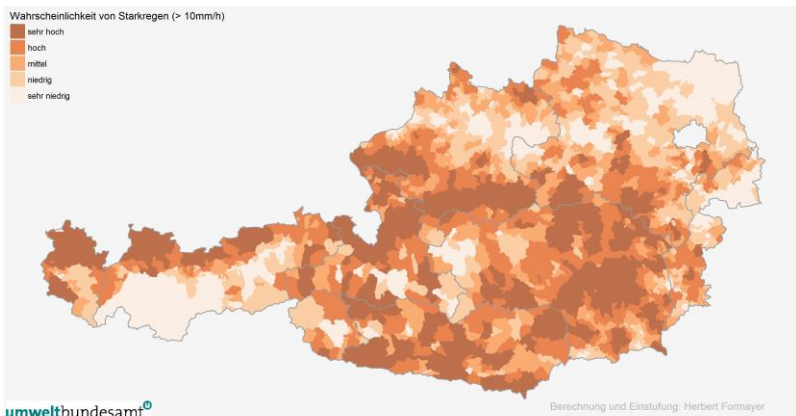 Wahrscheinlichkeit von Starkregen (> 10mm/h)
sehr hoch
hoch
mittel
niedrig
sehr niedrig
umweltbundesamt
Berechnung und Einstufung: Herbert Formayer